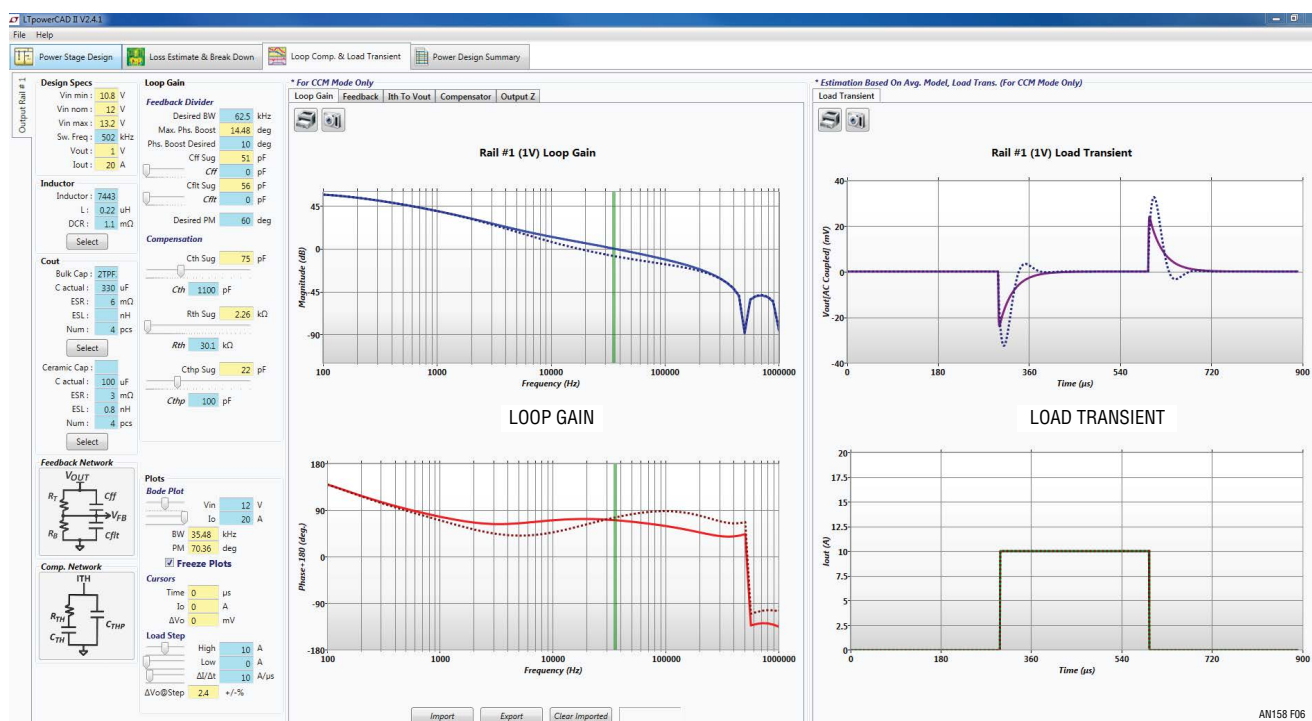 LTpowerCAD II V2.4.1
File Help
Power Stage Design Loss Estimate & Break Down Loop Comp. & Load Transient Power Design Summary
Output Rail # 1
Design Specs
Vin min : 10.8 V
Vin nom : 12 V
Vin max : 13.2 V
Sw. Freq : 502 kHz
Vout : 1 V
Iout : 20 A
Inductor
Inductor : 7443
L : 0.22 uH
DCR : 1.1 mΩ
Select
Cout
Bulk Cap : 2TPF
C actual : 330 uF
ESR : 6 mΩ
ESL : nH
Num : 4 pcs
Select
Ceramic Cap :
C actual : 100 uF
ESR : 3 mΩ
ESL : 0.8 nH
Num : 4 pcs
Select
Feedback Network
VOUT
RT Cff
VFB
RB Cflt
Comp. Network
ITH
RTH
CTHP
CTH
Loop Gain
Feedback Divider
Desired BW 62.5 kHz
Max. Phs. Boost 14.48 deg
Phs. Boost Desired 10 deg
Cff Sug 51 pF
Cff 0 pF
Cflt Sug 56 pF
Cflt 0 pF
Desired PM 60 deg
Compensation
Cth Sug 75 pF
Cth 1100 pF
Rth Sug 2.26 kΩ
Rth 30.1 kΩ
Cthp Sug 22 pF
Cthp 100 pF
Plots
Bode Plot
Vin 12 V
Io 20 A
BW 35.48 kHz
PM 70.36 deg
Freeze Plots
Cursors
Time 0 µs
Io 0 A
ΔVo 0 mV
Load Step
High 10 A
Low 0 A
ΔI/Δt 10 A/µs
ΔVo@Step 2.4 +/-%
* For CCM Mode Only
Loop Gain Feedback Ith To Vout Compensator Output Z
Rail #1 (1V) Loop Gain
Magnitude (dB)
45
0
-45
-90
100 1000 10000 100000 1000000
Frequency (Hz)
LOOP GAIN
Phase+180 (deg.)
180
90
0
-90
-180
100 1000 10000 100000 1000000
Frequency (Hz)
Import Export Clear Imported
* Estimation Based On Avg. Model, Load Trans. (For CCM Mode Only)
Load Transient
Rail #1 (1V) Load Transient
Vout(AC Coupled) (mV)
40
20
0
-20
-40
0 180 360 540 720 900
Time (µs)
LOAD TRANSIENT
Iout (A)
20
17.5
15
12.5
10
7.5
5
2.5
0
0 180 360 540 720 900
Time (µs)
AN158 F06